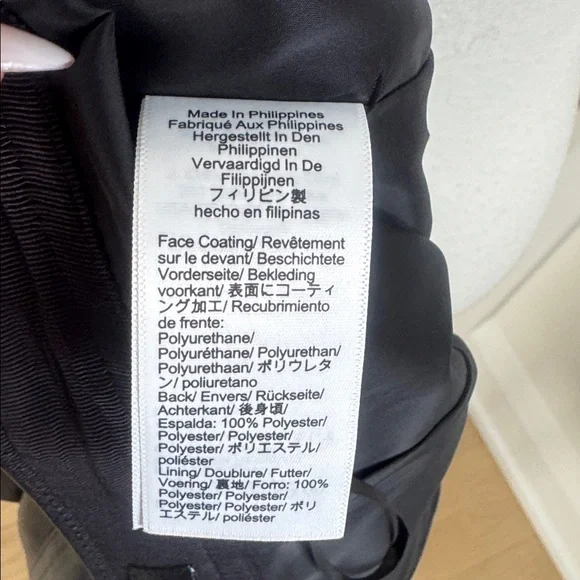 Made In Philippines
Fabriqué Aux Philippines
Hergestellt In Den
Philippinen
Vervaardigd In De
Filippijnen
フィリピン製
hecho en filipinas
Face Coating/ Revêtement
sur le devant/ Beschichtete
Vorderseite/ Bekleding
voorkant/ 表面にコーティ
ング加工/ Recubrimiento
de frente:
Polyurethane/
Polyuréthane/ Polyurethan/
Polyurethaan/ ポリウレタ
ン/ poliuretano
Back/ Envers/ Rückseite/
Achterkant/ 後身頃/
Espalda: 100% Polyester/
Polyester/ Polyester/
Polyester/ ポリエステル/
poliéster
Lining/ Doublure/ Futter/
Voering/ 裏地/ Forro: 100%
Polyester/ Polyester/
Polyester/ Polyester/ ポリ
エステル/ poliéster